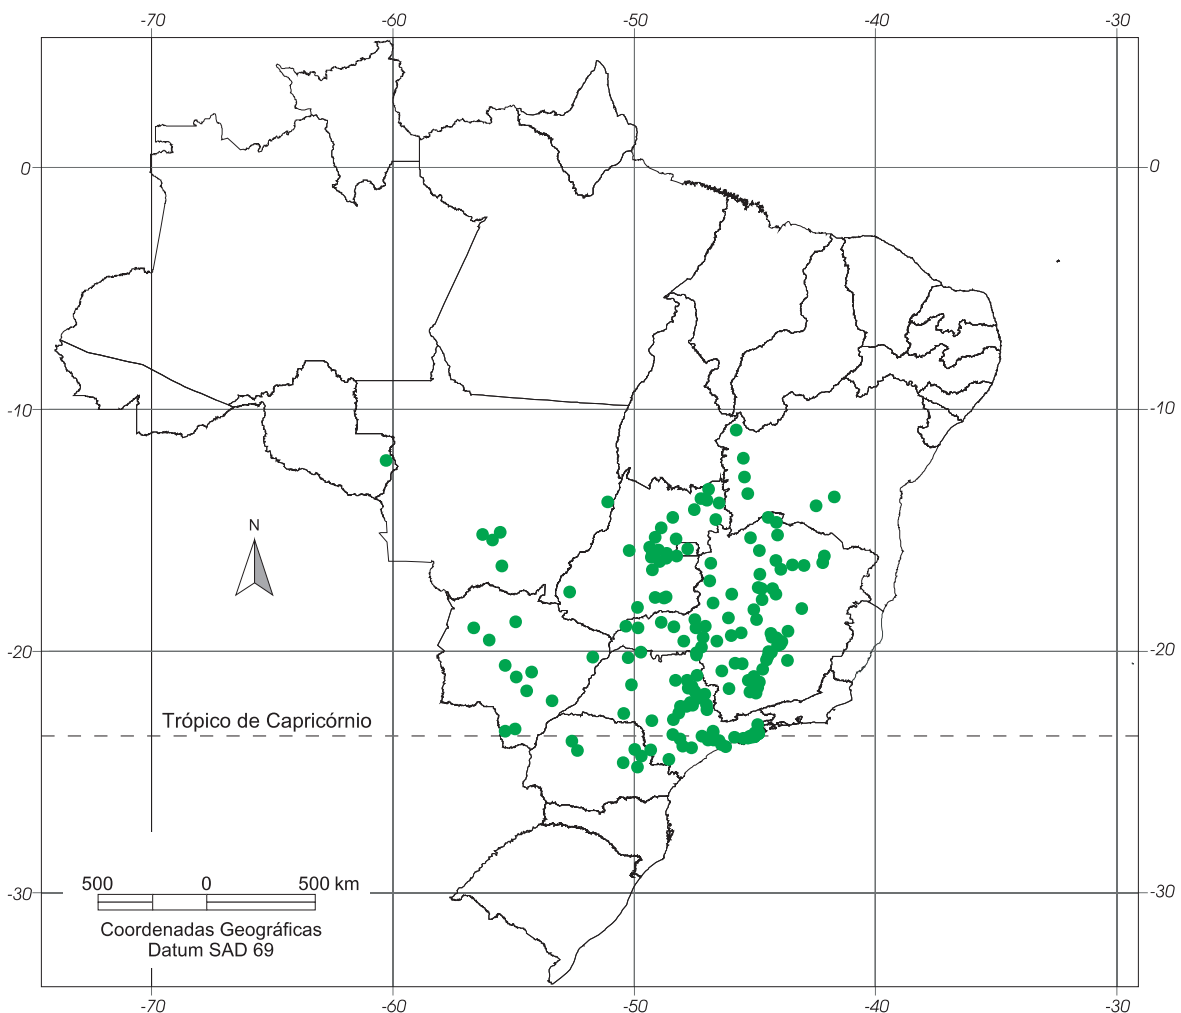 -70 -60 -50 -40 -30
0 0
-10 -10
N
-20 -20
Trópico de Capricórnio
500 0 500 km
-30 -30
Coordenadas Geográficas
Datum SAD 69
-70 -60 -50 -40 -30